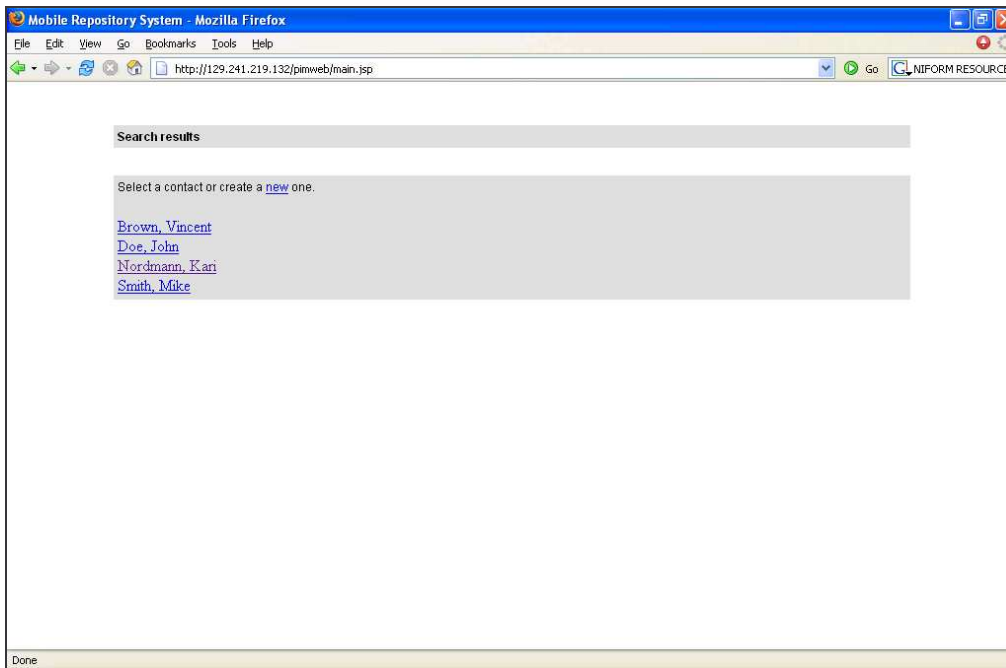 Mobile Repository System - Mozilla Firefox
File Edit View Go Bookmarks Tools Help
http://129.241.219.132/pimweb/main.jsp Go G NIFORM RESOURCE
Search results
Select a contact or create a new one.
Brown, Vincent
Doe, John
Nordmann, Kari
Smith, Mike
Done